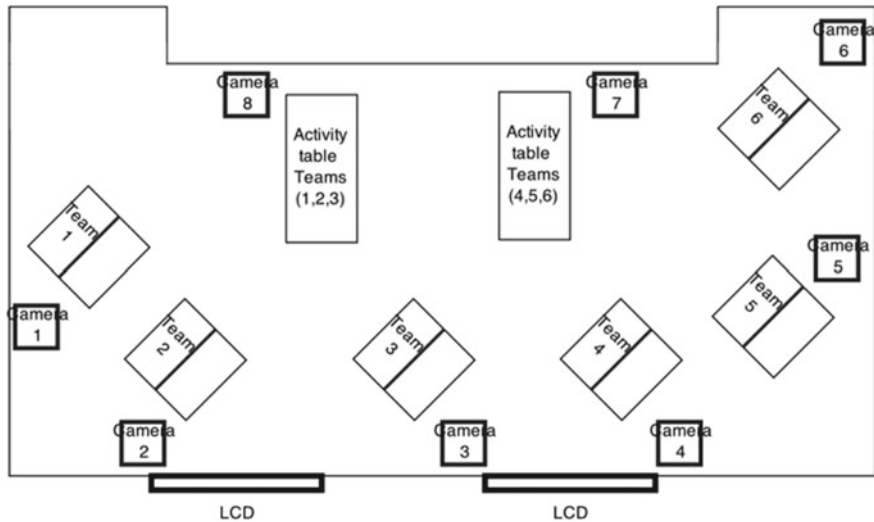 Camera
6
Camera
8
Camera
7
Team
6
Activity
table
Teams
(1,2,3)
Activity
table
Teams
(4,5,6)
Team
1
Camera
5
Camera
1
Team
5
Team
2
Team
3
Team
4
Camera
2
Camera
3
Camera
4
LCD
LCD